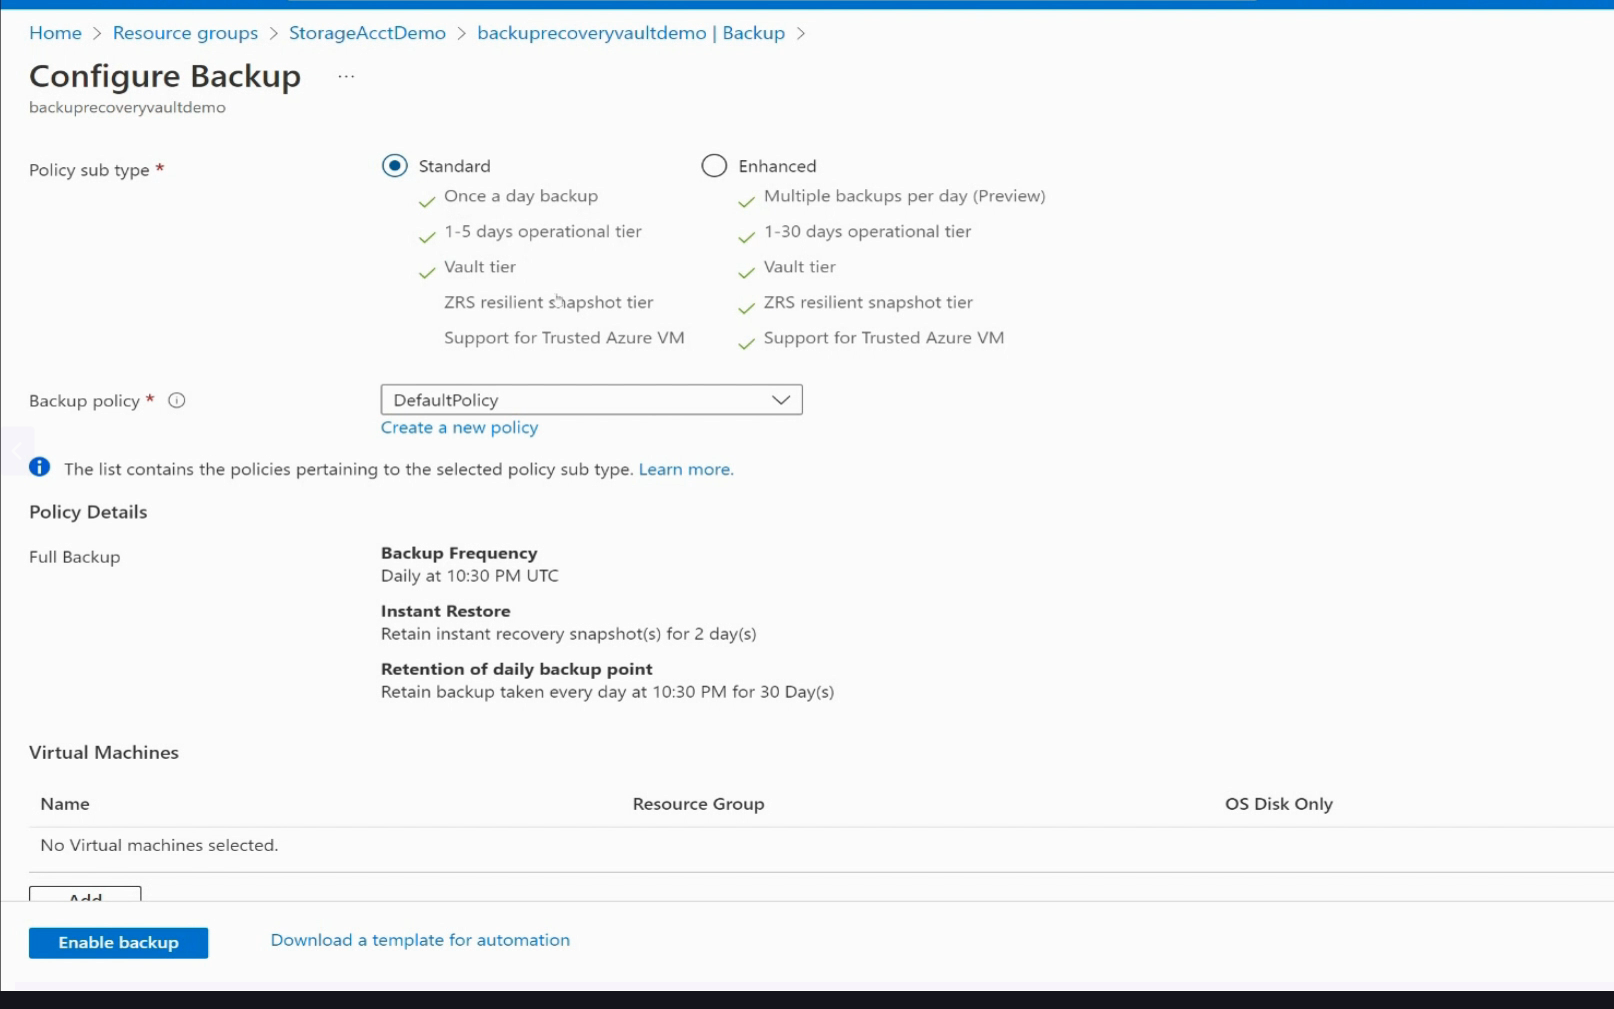 Home > Resource groups > StorageAcctDemo > backuprecoveryvaultdemo | Backup >
Configure Backup ...
backuprecoveryvaultdemo
Policy sub type *
Standard
Once a day backup
1-5 days operational tier
Vault tier
ZRS resilient snapshot tier
Support for Trusted Azure VM
Enhanced
Multiple backups per day (Preview)
1-30 days operational tier
Vault tier
ZRS resilient snapshot tier
Support for Trusted Azure VM
Backup policy *
DefaultPolicy
Create a new policy
The list contains the policies pertaining to the selected policy sub type. Learn more.
Policy Details
Full Backup
Backup Frequency
Daily at 10:30 PM UTC
Instant Restore
Retain instant recovery snapshot(s) for 2 day(s)
Retention of daily backup point
Retain backup taken every day at 10:30 PM for 30 Day(s)
Virtual Machines
Name Resource Group OS Disk Only
No Virtual machines selected.
Add
Enable backup Download a template for automation